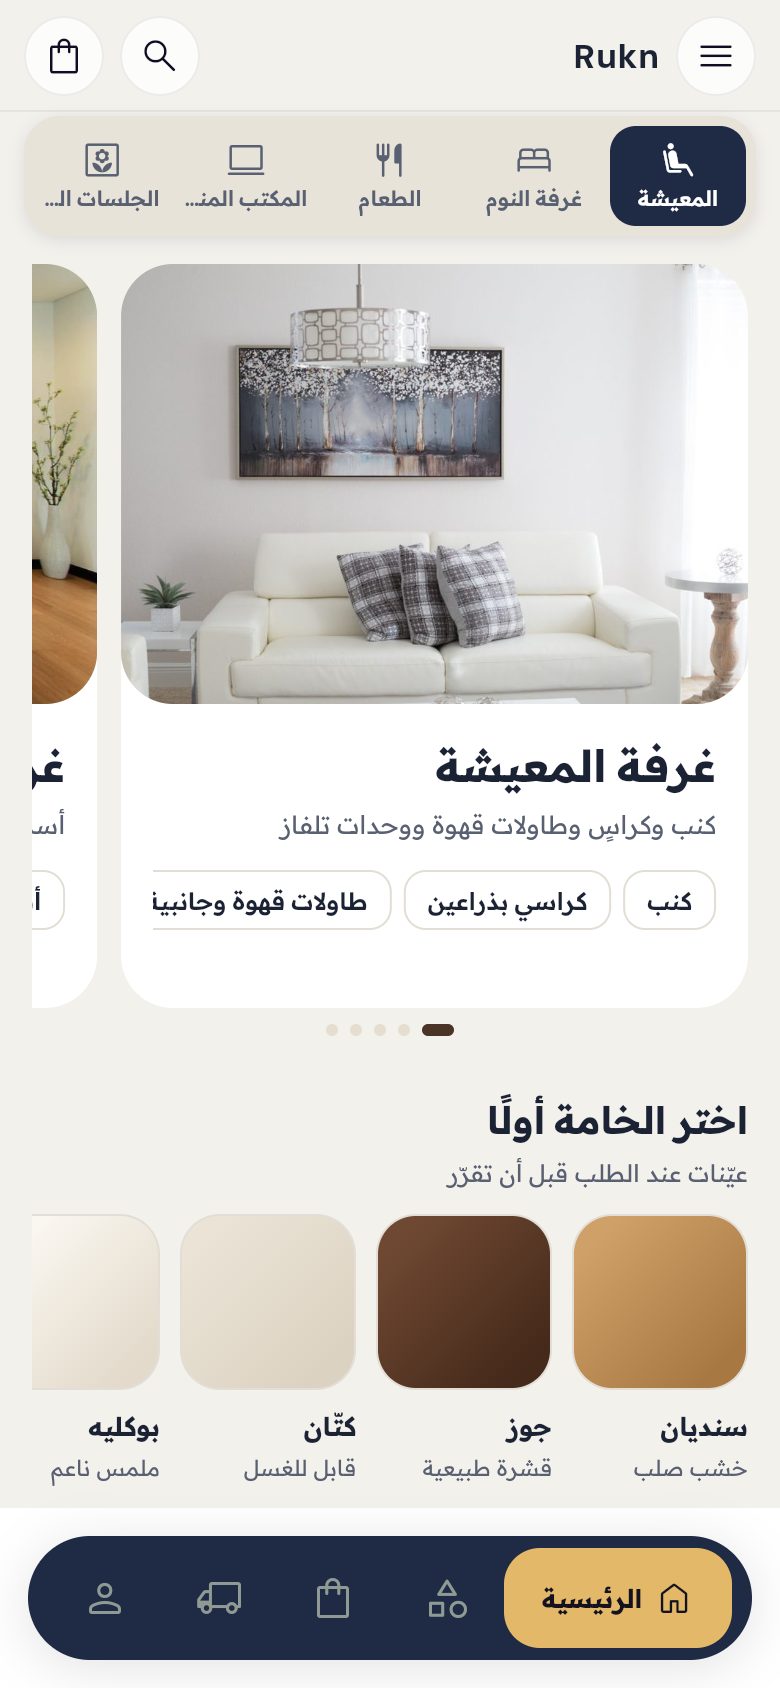 Rukn
المعيشة
غرفة النوم
الطعام
المكتب المنـ...
الجلسات الـ...
غرفة المعيشة
كنب وكراسٍ وطاولات قهوة ووحدات تلفاز
كنب
كراسي بذراعين
طاولات قهوة وجانبية
اختر الخامة أولًا
عيّنات عند الطلب قبل أن تقرّر
سنديان
جوز
كتّان
بوكليه
خشب صلب
قشرة طبيعية
قابل للغسل
ملمس ناعم
الرئيسية